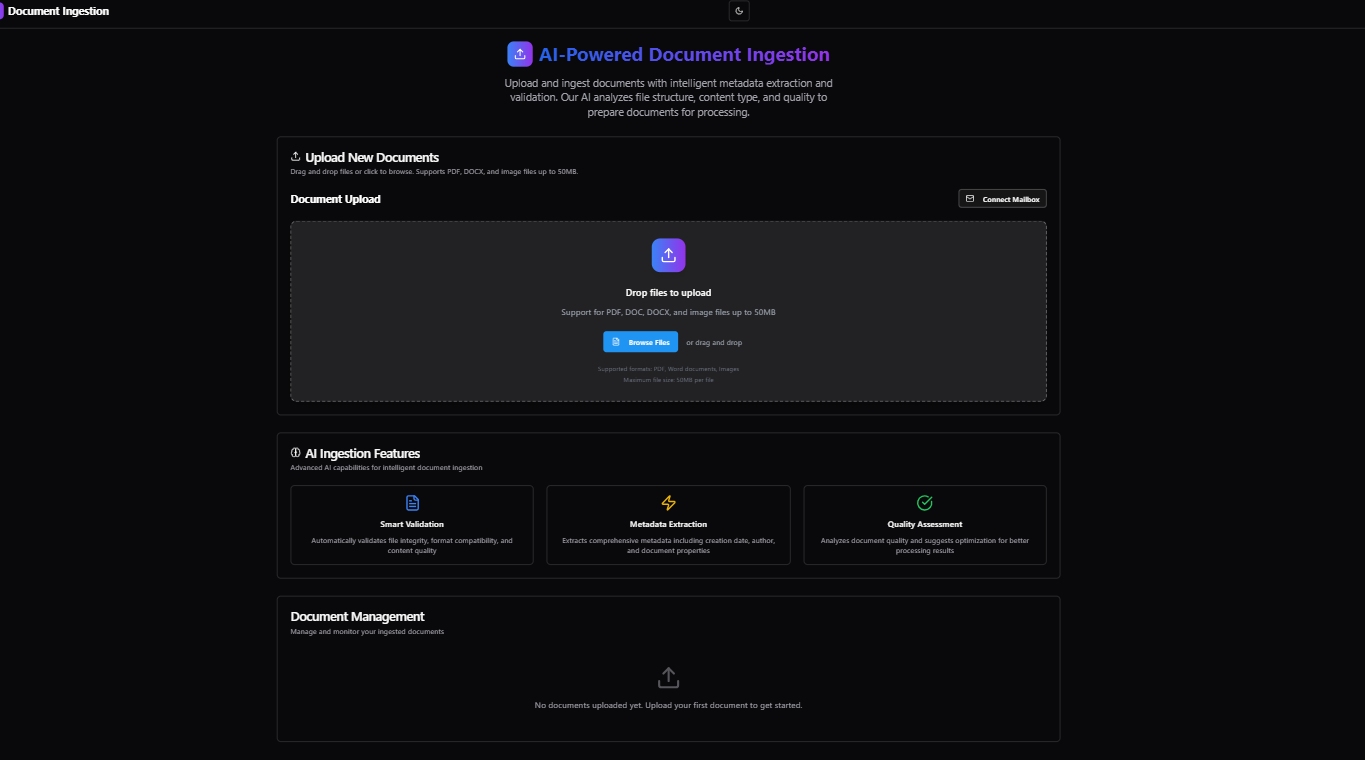 Document Ingestion
AI-Powered Document Ingestion
Upload and ingest documents with intelligent metadata extraction and
validation. Our AI analyzes file structure, content type, and quality to
prepare documents for processing.
Upload New Documents
Drag and drop files or click to browse. Supports PDF, DOCX, and image files up to 50MB.
Document Upload
Connect Mailbox
Drop files to upload
Support for PDF, DOC, DOCX, and image files up to 50MB
Browse Files or drag and drop
Supported formats: PDF, Word documents, Images
Maximum file size: 50MB per file
AI Ingestion Features
Advanced AI capabilities for intelligent document ingestion
Smart Validation
Automatically validates file integrity, format compatibility, and
content quality
Metadata Extraction
Extracts comprehensive metadata including creation date, author,
and document properties
Quality Assessment
Analyzes document quality and suggests optimization for better
processing results
Document Management
Manage and monitor your ingested documents
No documents uploaded yet. Upload your first document to get started.